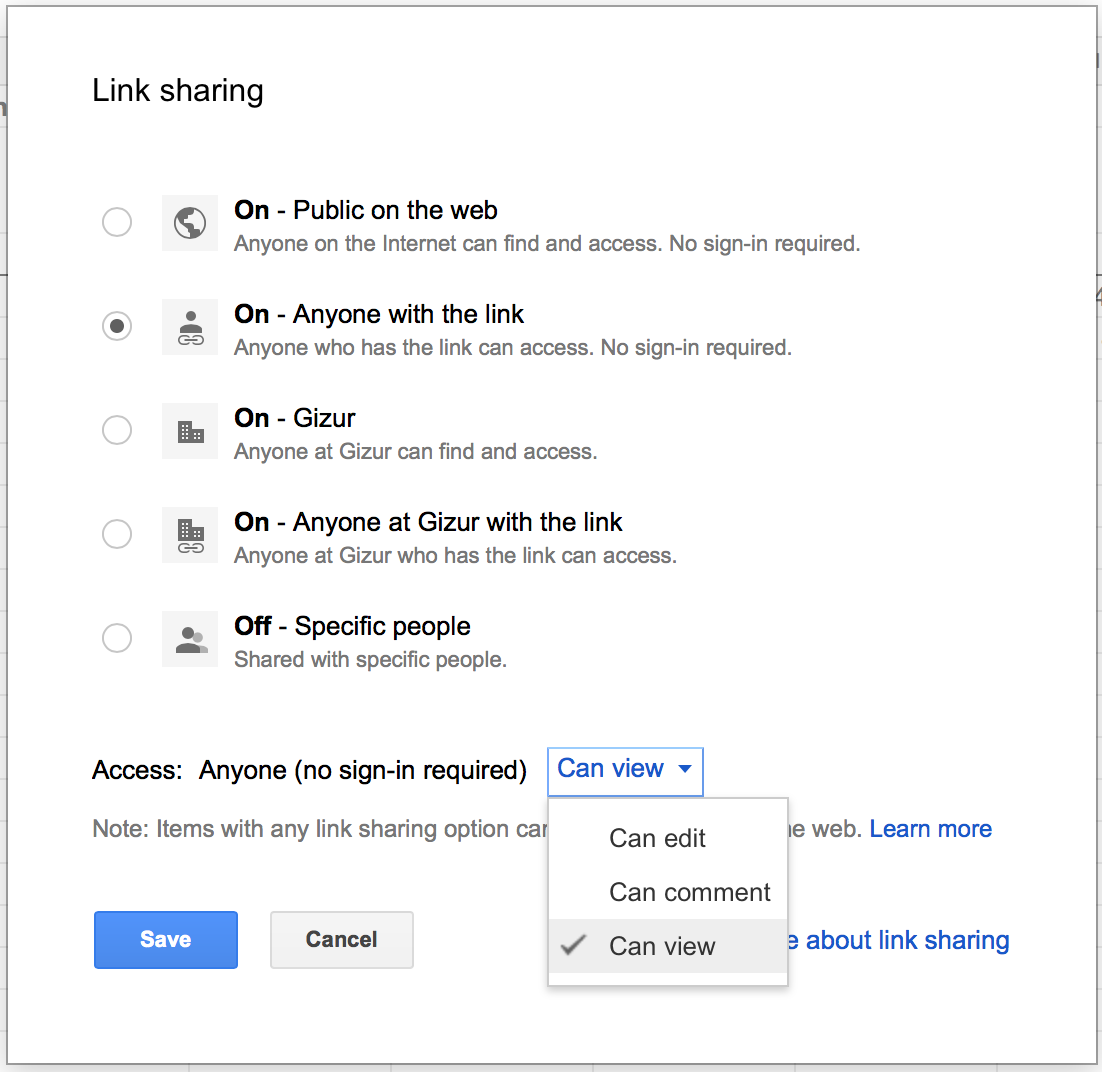 Link sharing
On - Public on the web
Anyone on the Internet can find and access. No sign-in required.
On - Anyone with the link
Anyone who has the link can access. No sign-in required.
On - Gizur
Anyone at Gizur can find and access.
On - Anyone at Gizur with the link
Anyone at Gizur who has the link can access.
Off - Specific people
Shared with specific people.
Access: Anyone (no sign-in required) Can view
Note: Items with any link sharing option web. Learn more
Can edit
Can comment
Can view
Save Cancel about link sharing